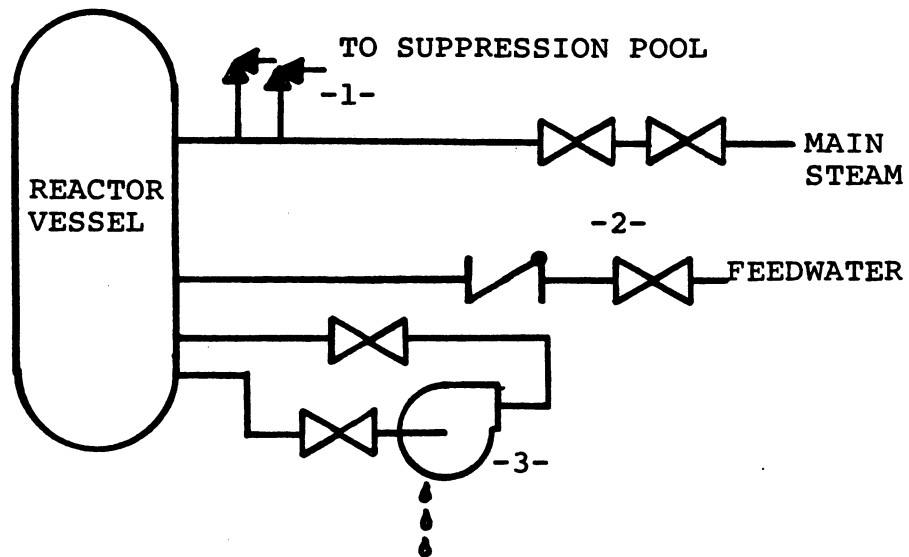 TO SUPPRESSION POOL
-1-
MAIN
STEAM
REACTOR
VESSEL
-2-
FEEDWATER
-3-